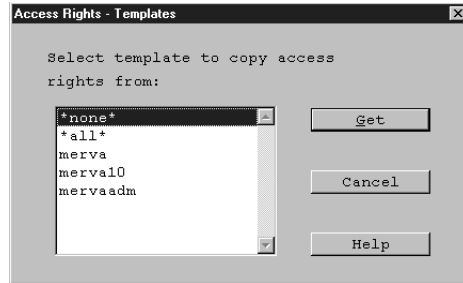 Access Rights - Templates
Select template to copy access
rights from:
*none*
*all*
merva
merva10
mervaadm
Get
Cancel
Help